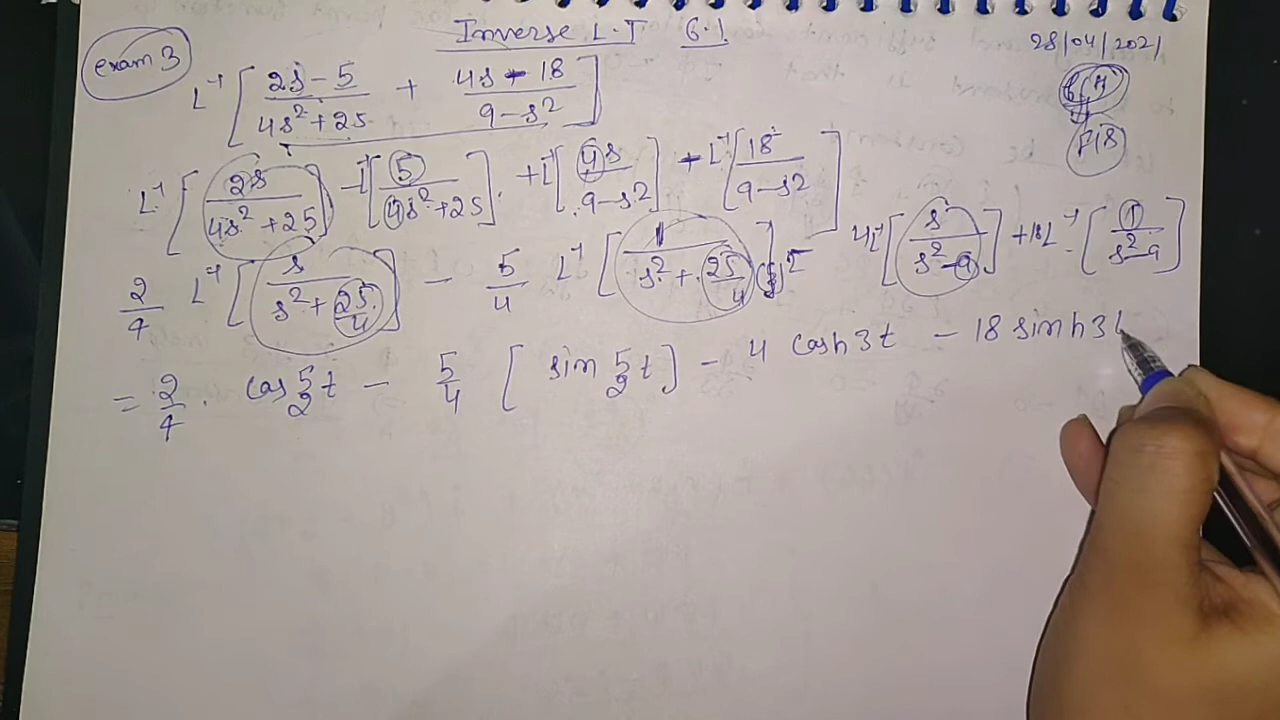 Inverse L.T 6.1
28/04/2021
exam 3
L⁻¹ [ (2s - 5)/(4s² + 25) + (4s - 18)/(9 - s²) ]
L⁻¹ [ 2s/(4s² + 25) ] - L⁻¹ [ 5/(4s² + 25) ] + L⁻¹ [ 4s/(9 - s²) ] + L⁻¹ [ 18/(9 - s²) ]
2/4 L⁻¹ [ s/(s² + 25/4) ] - 5/4 L⁻¹ [ 1/(s² + 25/4) ] - 4L⁻¹ [ s/(s² - 9) ] + 18L⁻¹ [ 1/(s² - 9) ]
= 2/4 . cos 5/2 t - 5/4 [ sin 5/2 t ] - 4 cosh 3t - 18 sinh 3t